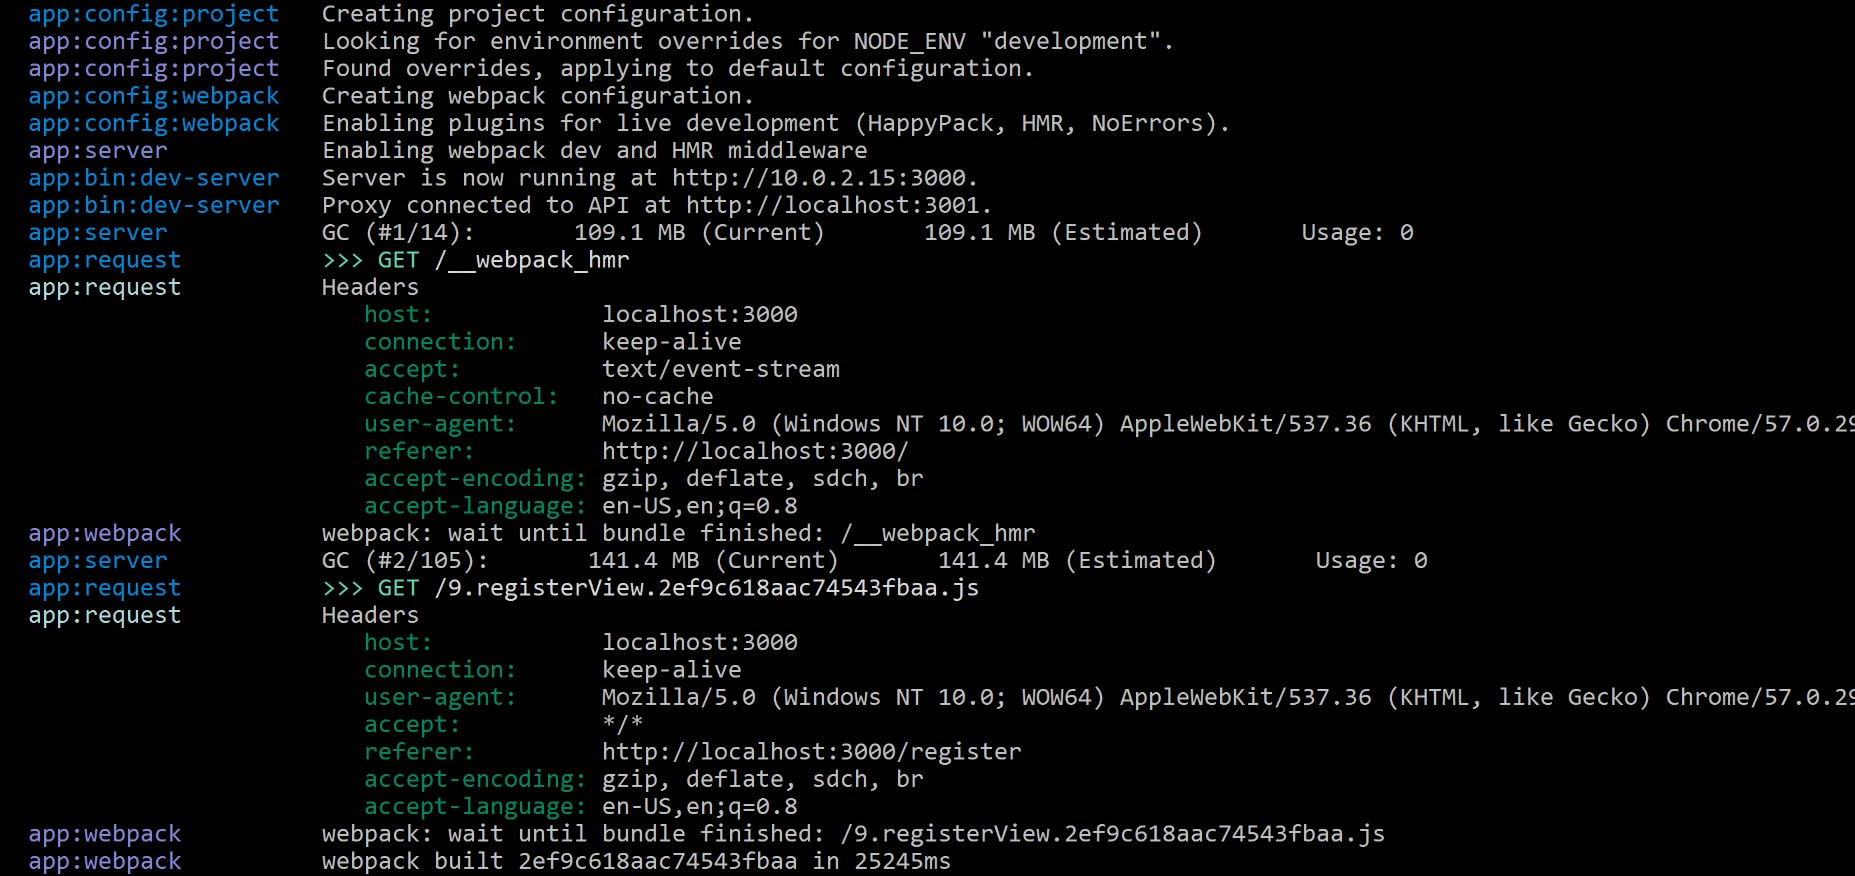 app:config:project Creating project configuration.
app:config:project Looking for environment overrides for NODE_ENV "development".
app:config:project Found overrides, applying to default configuration.
app:config:webpack Creating webpack configuration.
app:config:webpack Enabling plugins for live development (HappyPack, HMR, NoErrors).
app:server Enabling webpack dev and HMR middleware
app:bin:dev-server Server is now running at http://10.0.2.15:3000.
app:bin:dev-server Proxy connected to API at http://localhost:3001.
app:server GC (#1/14): 109.1 MB (Current) 109.1 MB (Estimated) Usage: 0
app:request >>> GET /__webpack_hmr
app:request Headers
host: localhost:3000
connection: keep-alive
accept: text/event-stream
cache-control: no-cache
user-agent: Mozilla/5.0 (Windows NT 10.0; WOW64) AppleWebKit/537.36 (KHTML, like Gecko) Chrome/57.0.29
referer: http://localhost:3000/
accept-encoding: gzip, deflate, sdch, br
accept-language: en-US,en;q=0.8
app:webpack webpack: wait until bundle finished: /__webpack_hmr
app:server GC (#2/105): 141.4 MB (Current) 141.4 MB (Estimated) Usage: 0
app:request >>> GET /9.registerView.2ef9c618aac74543fbaa.js
app:request Headers
host: localhost:3000
connection: keep-alive
user-agent: Mozilla/5.0 (Windows NT 10.0; WOW64) AppleWebKit/537.36 (KHTML, like Gecko) Chrome/57.0.29
accept: */*
referer: http://localhost:3000/register
accept-encoding: gzip, deflate, sdch, br
accept-language: en-US,en;q=0.8
app:webpack webpack: wait until bundle finished: /9.registerView.2ef9c618aac74543fbaa.js
app:webpack webpack built 2ef9c618aac74543fbaa in 25245ms